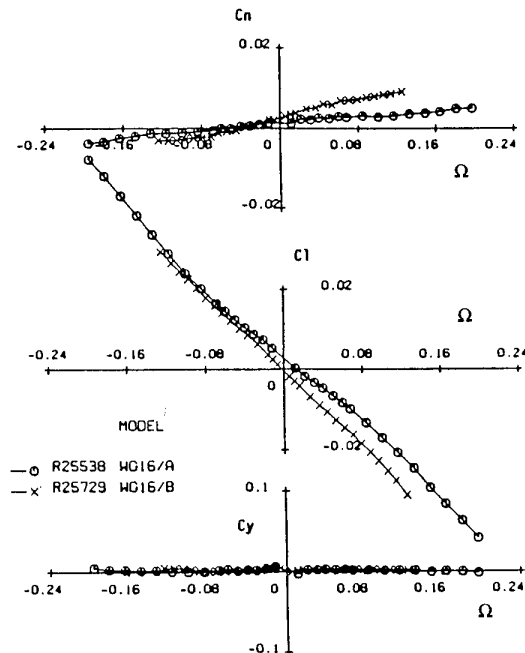 Cn
0.02
0
-0.24 -0.16 -0.08 0.08 0.16 0.24
Ω
-0.02
Cl
0.02
Ω
-0.24 -0.16 -0.08 0 0.08 0.16 0.24
MODEL
-0.02
R25538 WG16/A
R25729 WG16/B
0.1
Cy
-0.24 -0.16 -0.08 0 0.08 0.16 0.24
Ω
-0.1